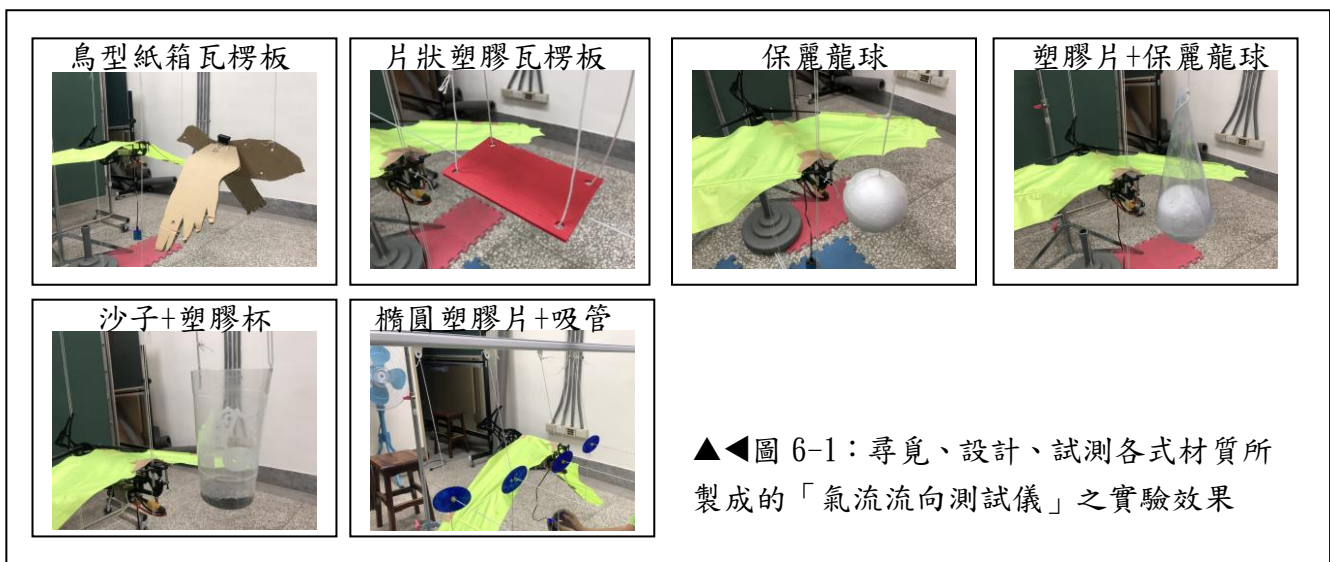 鳥型紙箱瓦楞板
片狀塑膠瓦楞板
保麗龍球
塑膠片+保麗龍球
沙子+塑膠杯
橢圓塑膠片+吸管
▲◀圖 6-1：尋覓、設計、試測各式材質所
製成的「氣流流向測試儀」之實驗效果